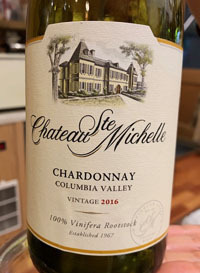 Chateau Ste Michelle
CHARDONNAY
COLUMBIA VALLEY
VINTAGE 2016
100% Vinifera Rootstock
Established 1967